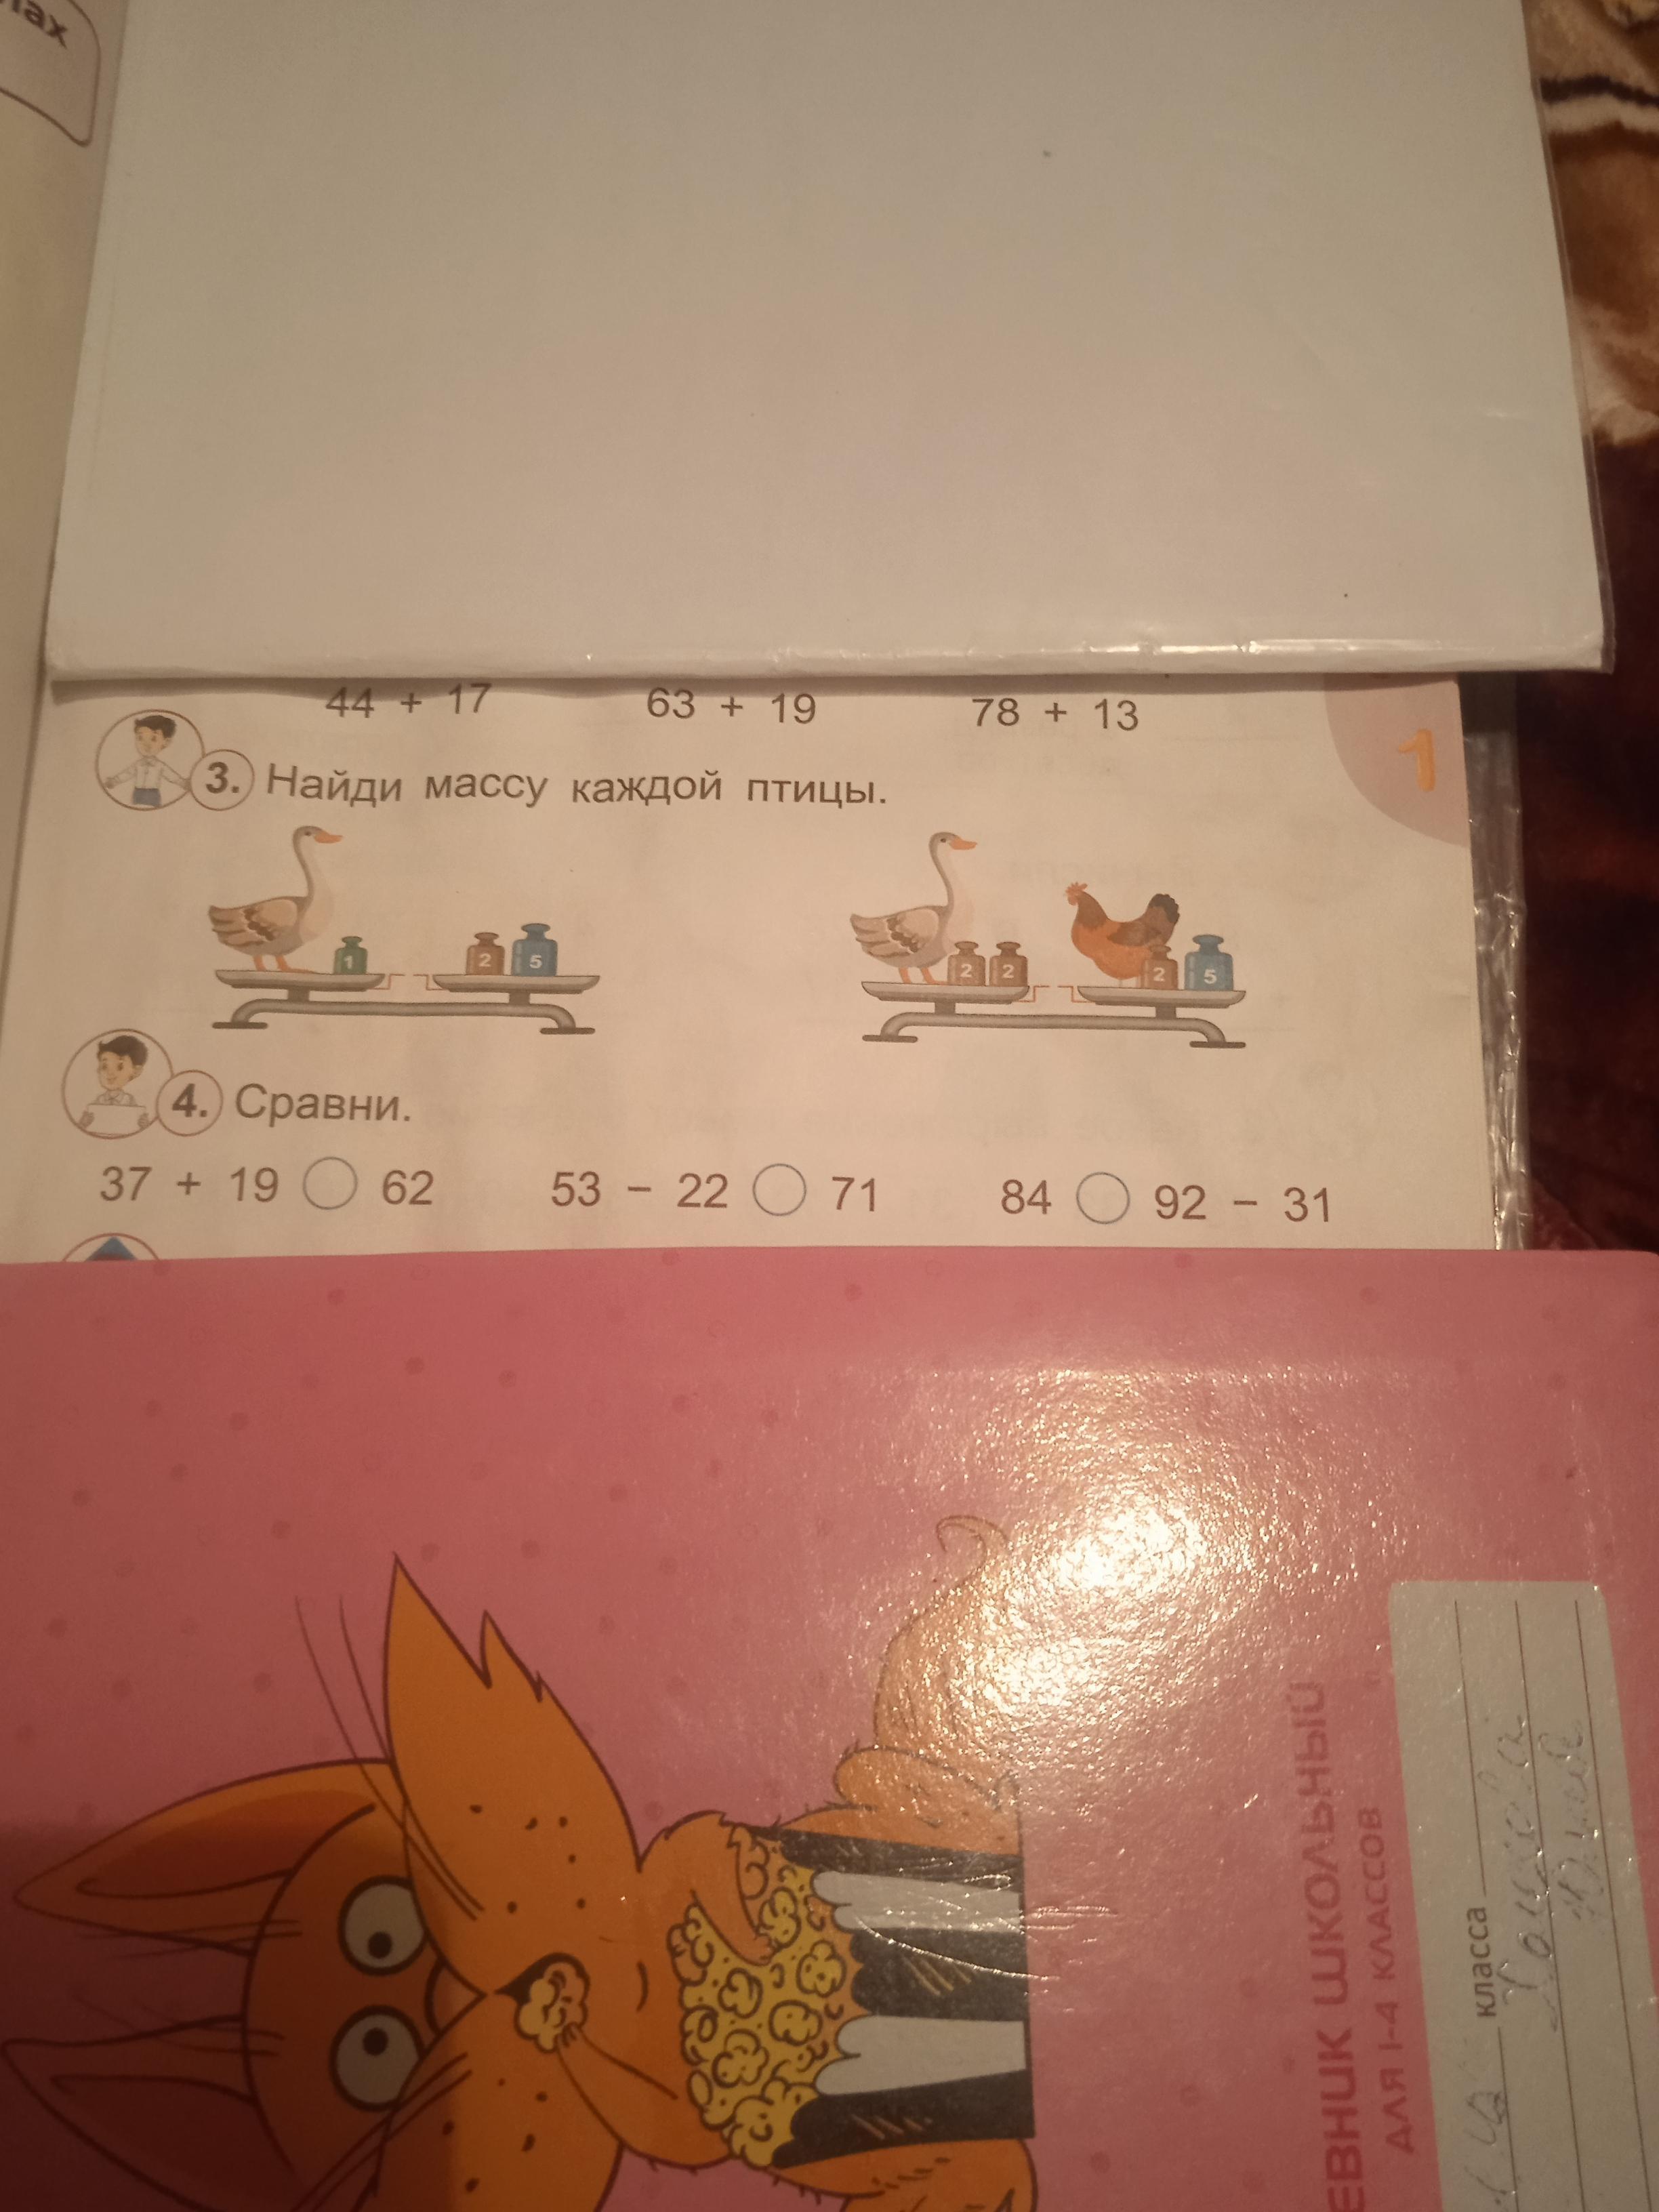 44 + 17 63 + 19 78 + 13
1
3. Найди массу каждой птицы.
1 2 5 2 2 2 5
4. Сравни.
37 + 19 ○ 62 53 − 22 ○ 71 84 ○ 92 − 31
ЕВНИК ШКОЛЬНЫЙ
ДЛЯ 1-4 КЛАССОВ
класса